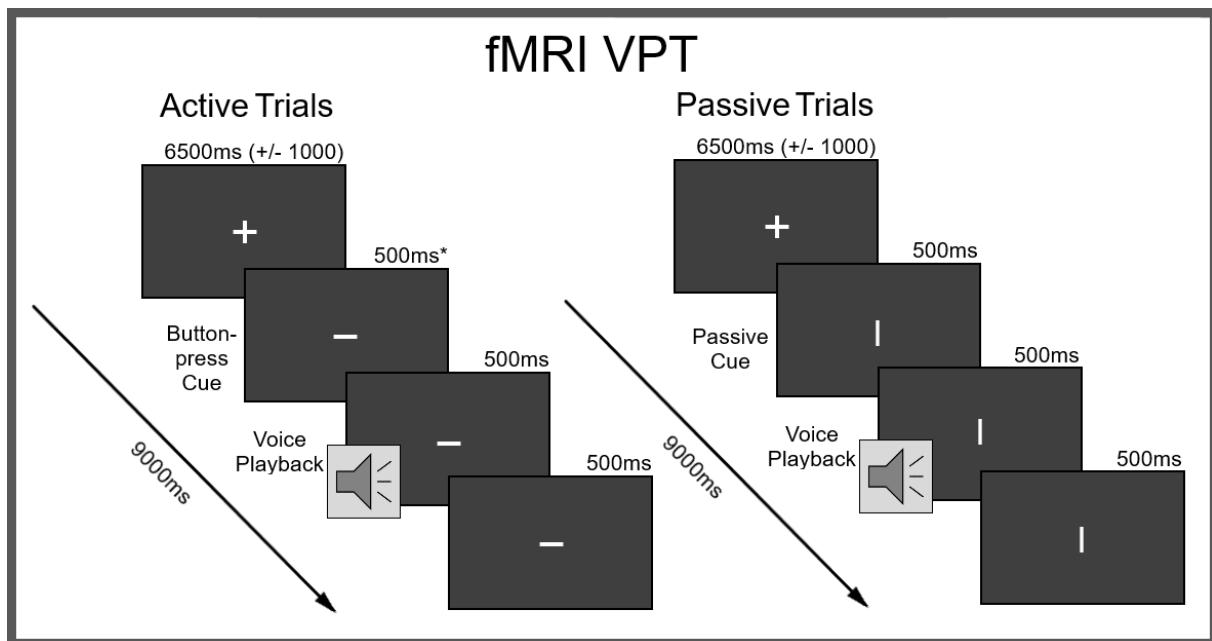 fMRI VPT
Active Trials
6500ms (+/- 1000)
500ms*
Button-
press
Cue
500ms
Voice
Playback
500ms
9000ms
Passive Trials
6500ms (+/- 1000)
500ms
Passive
Cue
500ms
Voice
Playback
500ms
9000ms